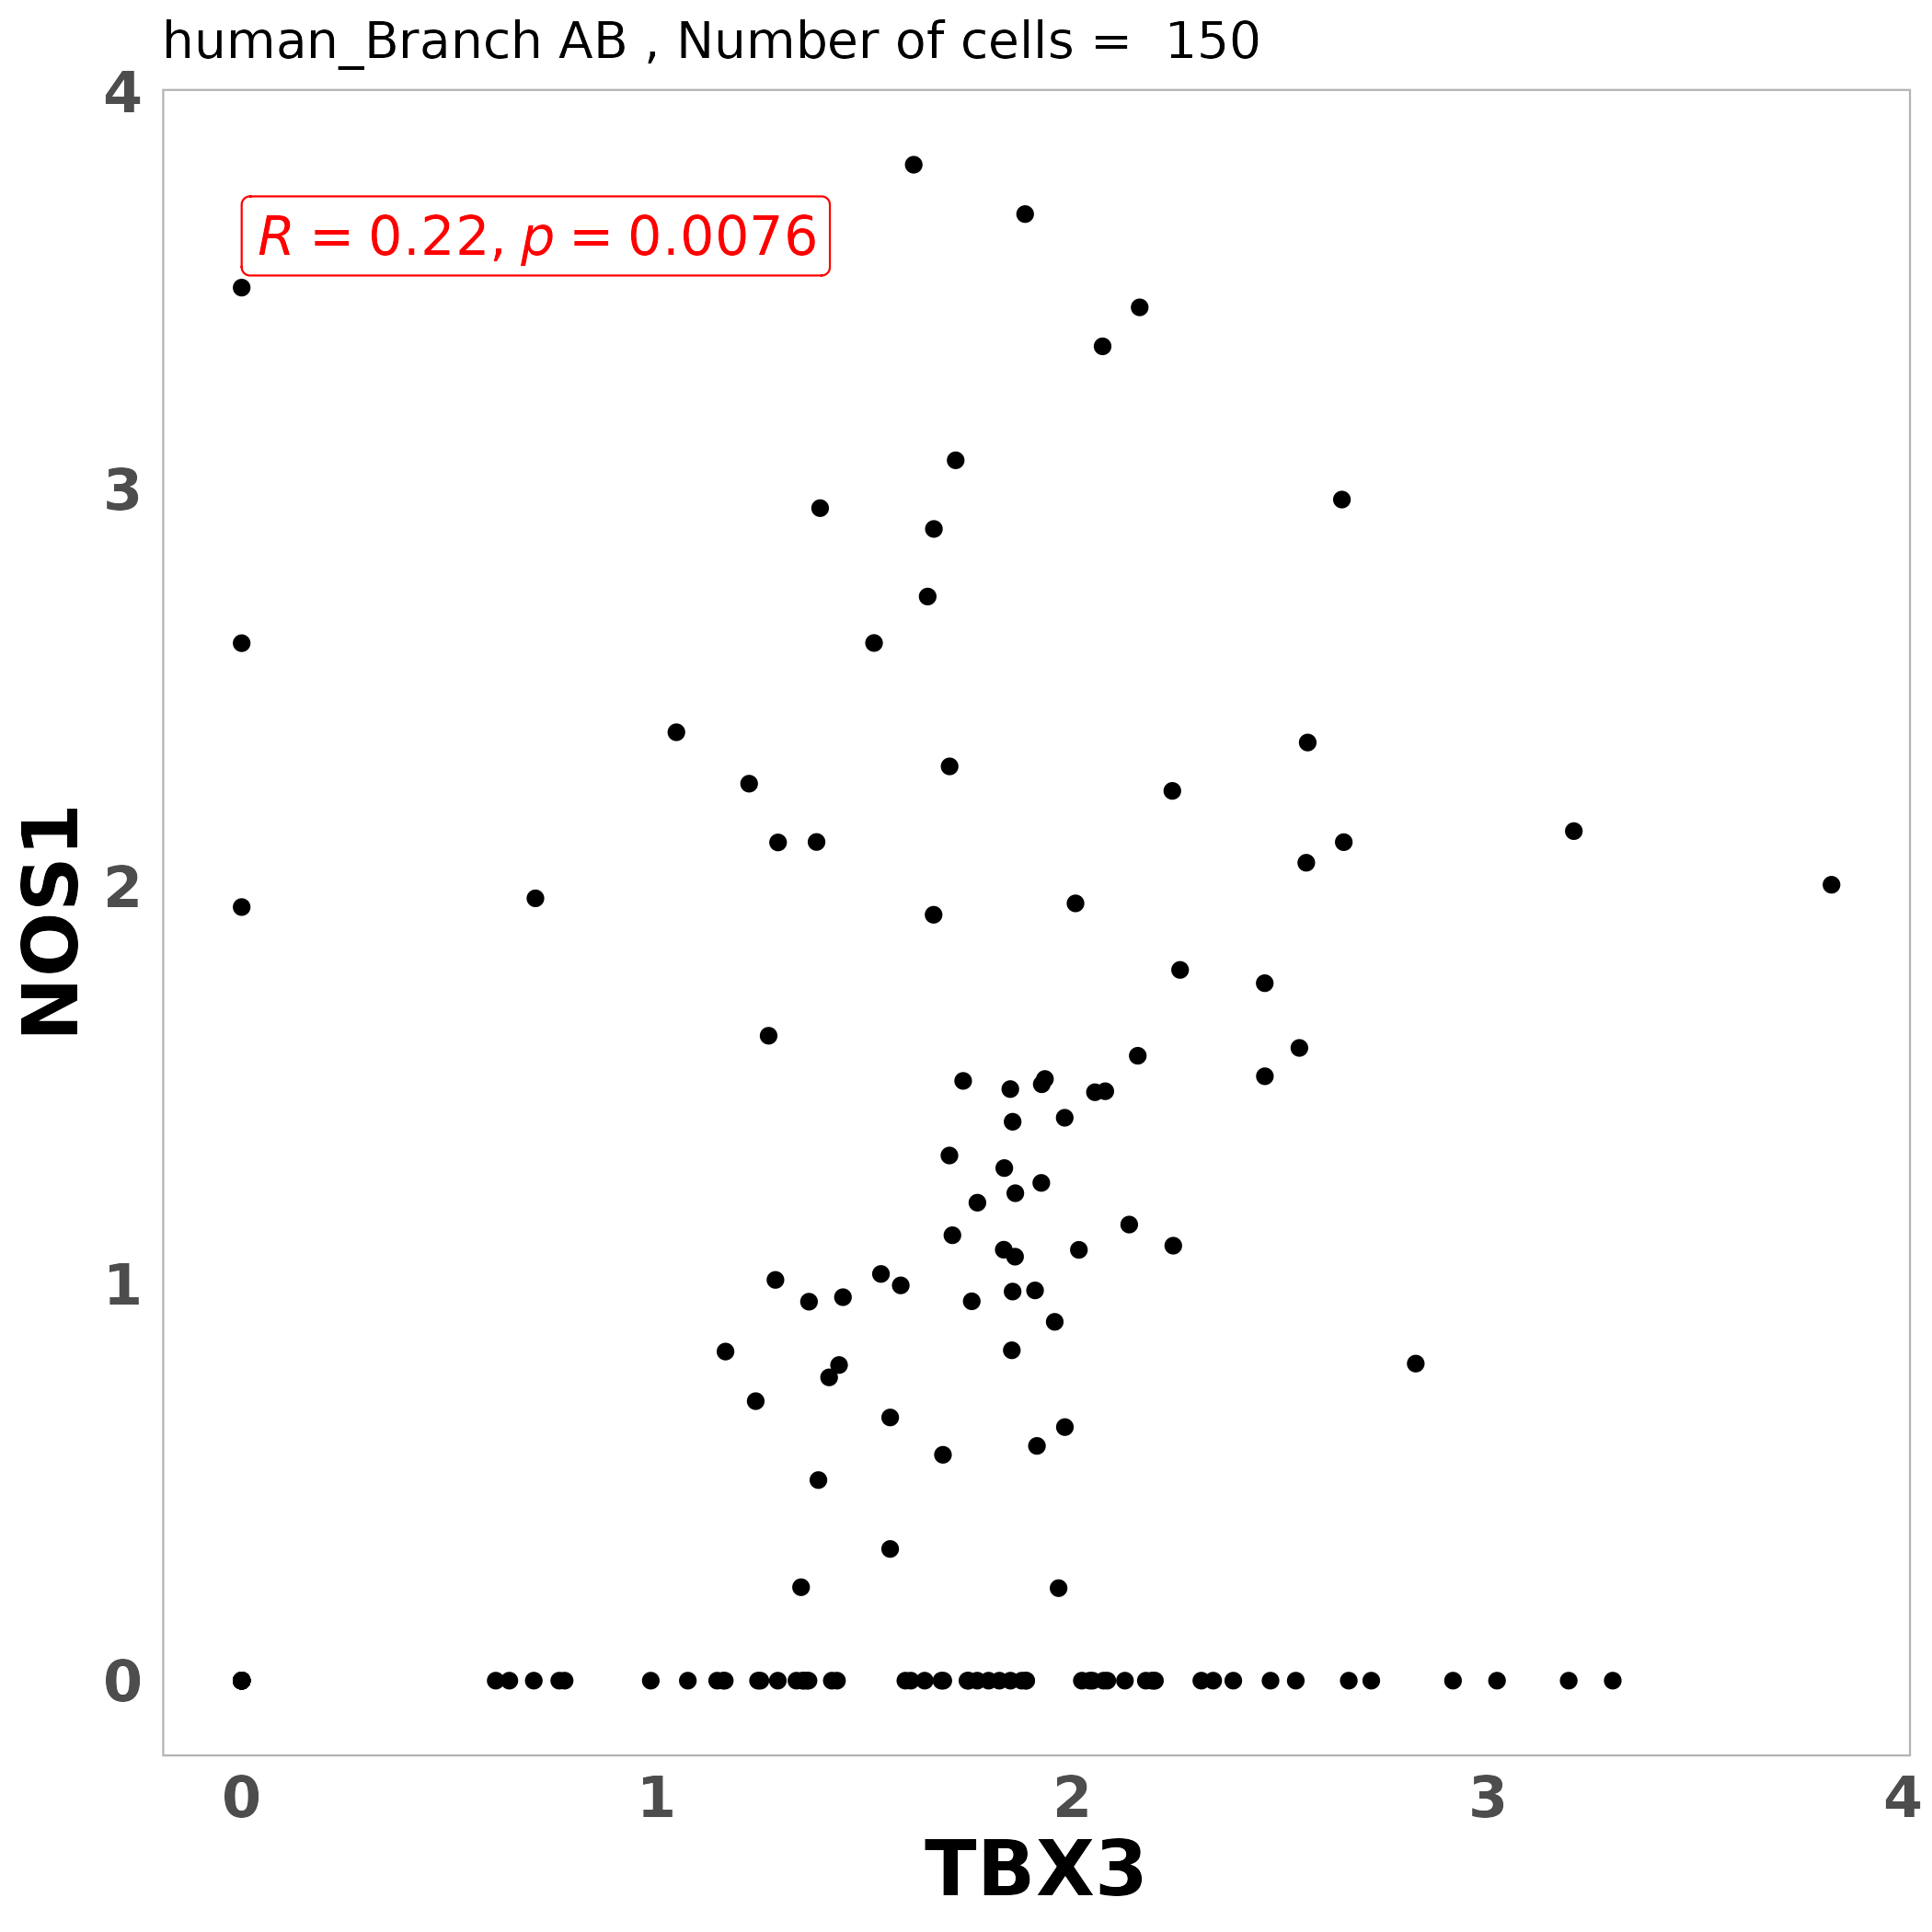 human_Branch AB , Number of cells =  150
4
R = 0.22, p = 0.0076
3
2
1
0
NOS1
0 1 2 3 4
TBX3